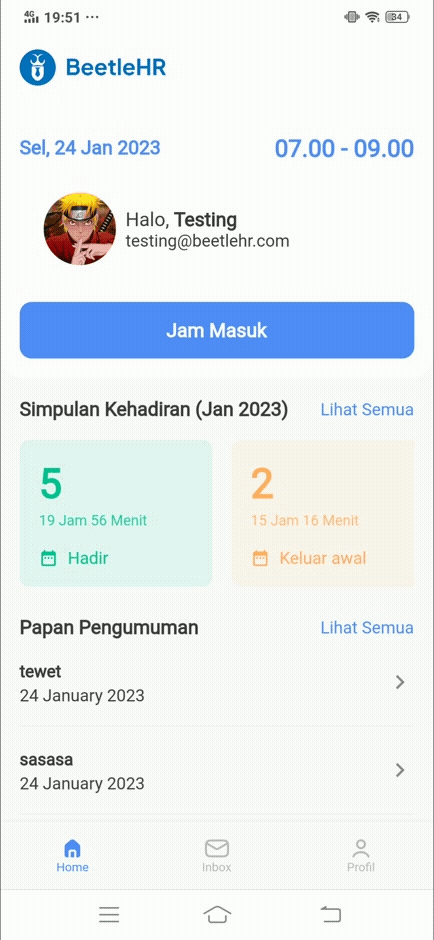 4G 19:51 ··· 34
BeetleHR
Sel, 24 Jan 2023 07.00 - 09.00
Halo, Testing
testing@beetlehr.com
Jam Masuk
Simpulan Kehadiran (Jan 2023) Lihat Semua
5 2
19 Jam 56 Menit 15 Jam 16 Menit
Hadir Keluar awal
Papan Pengumuman Lihat Semua
tewet
24 January 2023
sasasa
24 January 2023
Home Inbox Profil